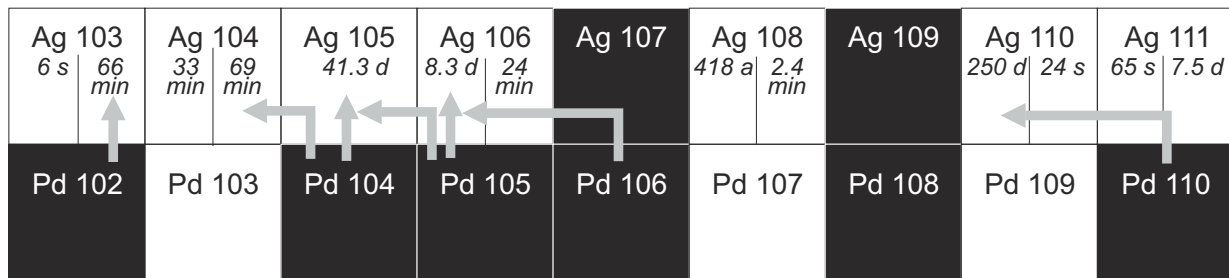 Ag 103 Ag 104 Ag 105 Ag 106 Ag 107 Ag 108 Ag 109 Ag 110 Ag 111
6 s 66 33 69 41.3 d 8.3 d 24 418 a 2.4 250 d 24 s 65 s 7.5 d
min min min min min
Pd 102 Pd 103 Pd 104 Pd 105 Pd 106 Pd 107 Pd 108 Pd 109 Pd 110